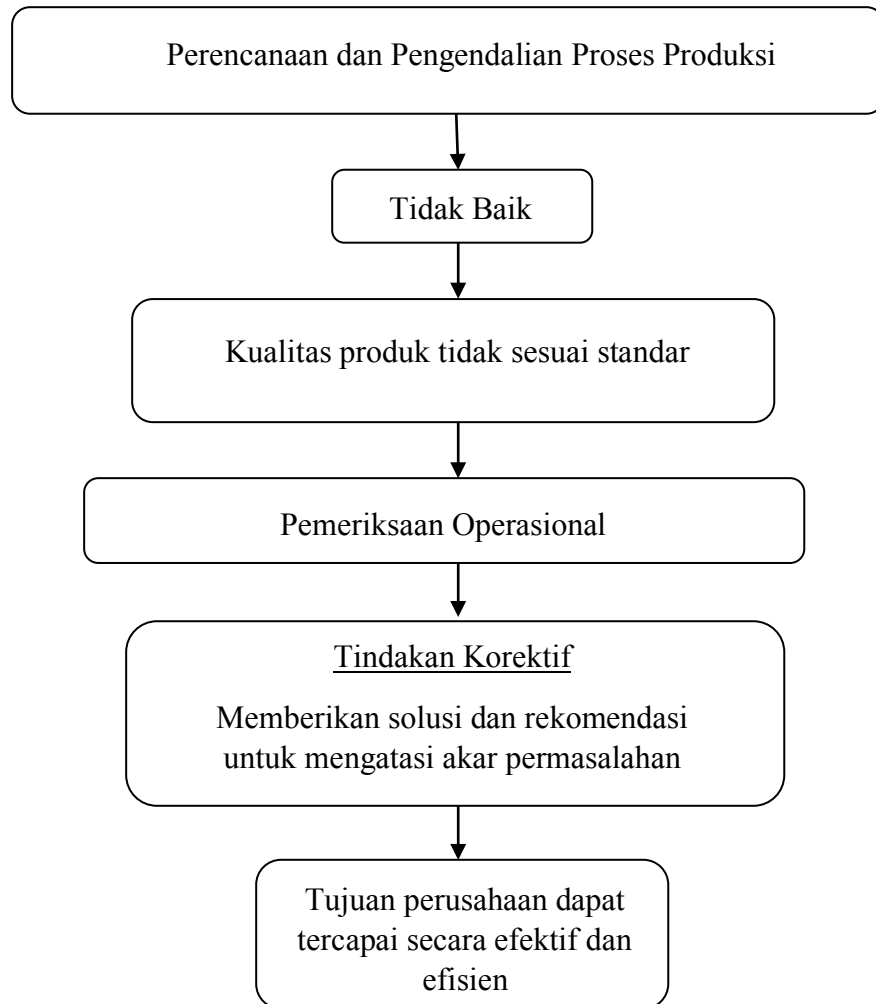 Perencanaan dan Pengendalian Proses Produksi
Tidak Baik
Kualitas produk tidak sesuai standar
Pemeriksaan Operasional
Tindakan Korektif
Memberikan solusi dan rekomendasi
untuk mengatasi akar permasalahan
Tujuan perusahaan dapat
tercapai secara efektif dan
efisien